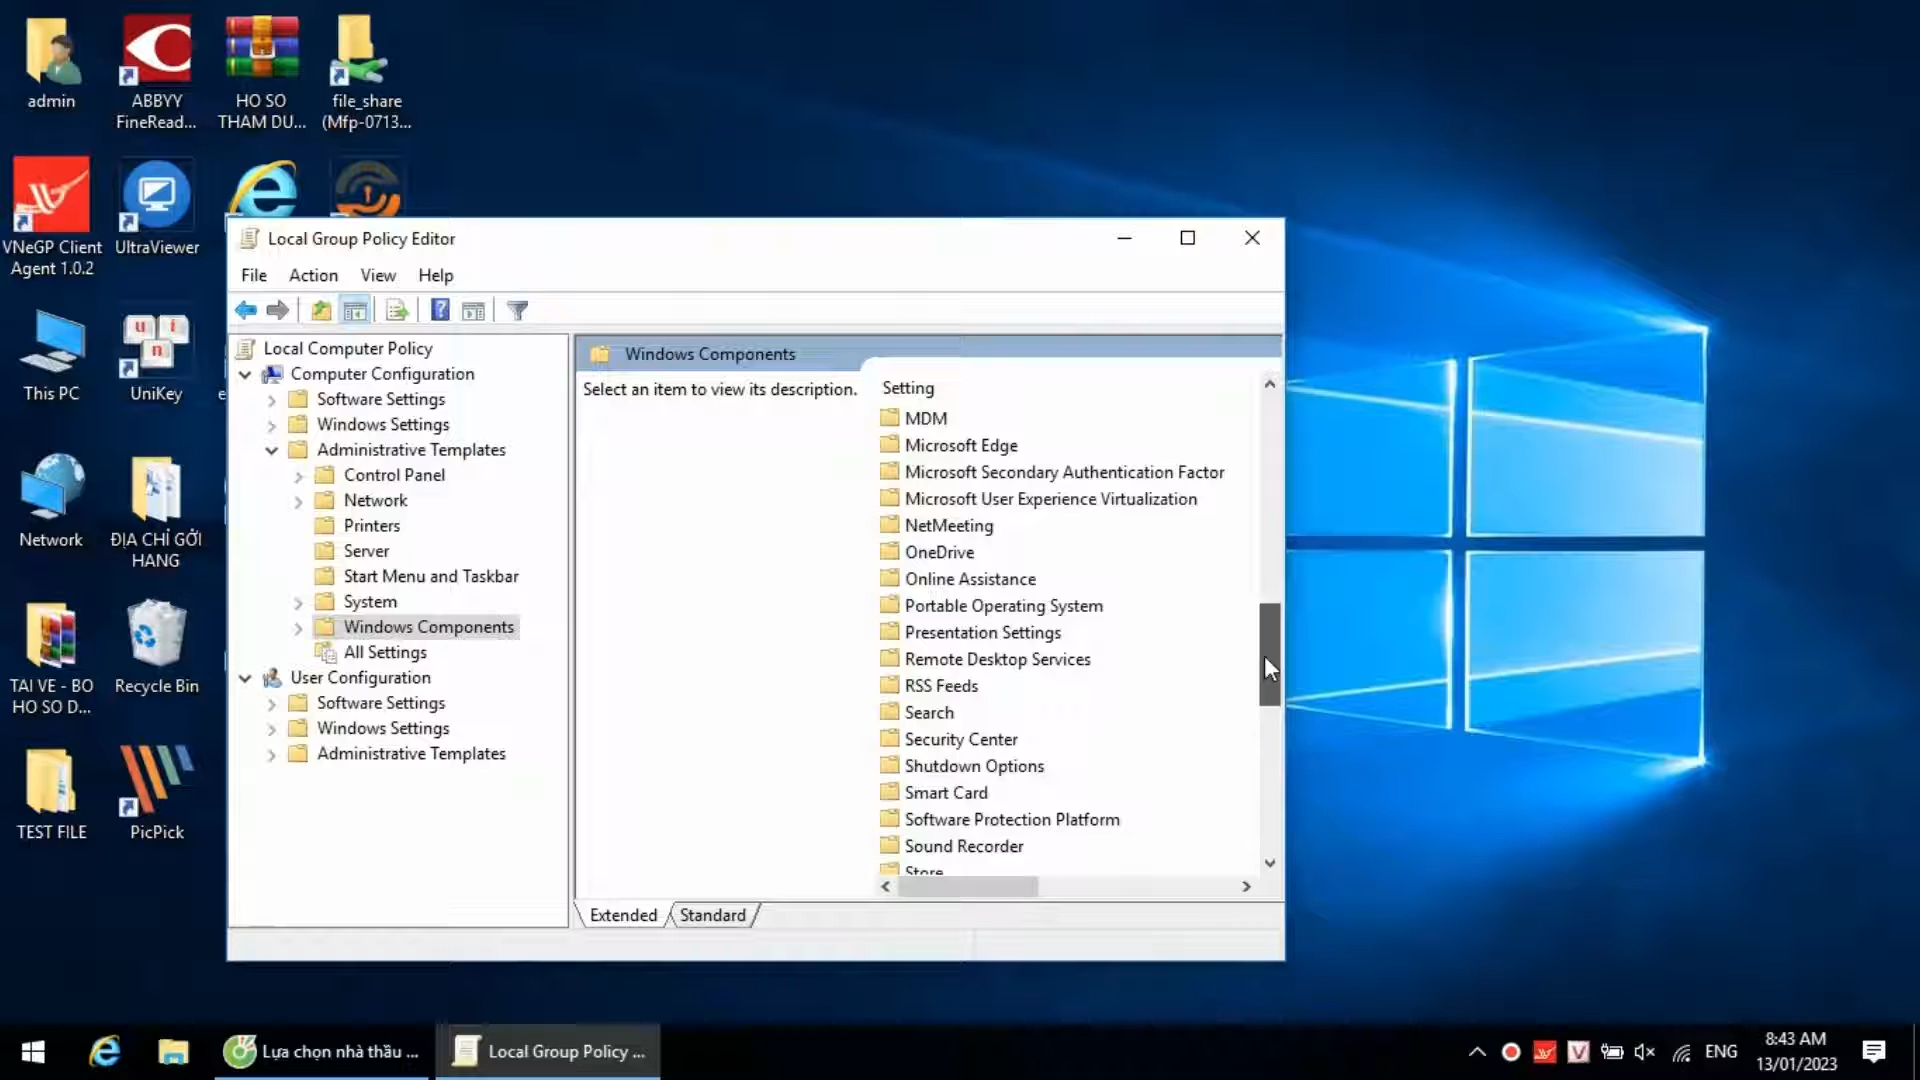 admin
ABBYY
FineRead...
HO SO
THAM DU...
file_share
(Mfp-0713...
VNeGP Client
Agent 1.0.2
UltraViewer
This PC
UniKey
Network
ĐỊA CHỈ GỞI
HANG
TAI VE - BO
HO SO D...
Recycle Bin
TEST FILE
PicPick
Local Group Policy Editor
File Action View Help
Local Computer Policy
Computer Configuration
Software Settings
Windows Settings
Administrative Templates
Control Panel
Network
Printers
Server
Start Menu and Taskbar
System
Windows Components
All Settings
User Configuration
Software Settings
Windows Settings
Administrative Templates
Windows Components
Select an item to view its description.
Setting
MDM
Microsoft Edge
Microsoft Secondary Authentication Factor
Microsoft User Experience Virtualization
NetMeeting
OneDrive
Online Assistance
Portable Operating System
Presentation Settings
Remote Desktop Services
RSS Feeds
Search
Security Center
Shutdown Options
Smart Card
Software Protection Platform
Sound Recorder
Store
Extended Standard
Lựa chọn nhà thầu ...
Local Group Policy ...
ENG
8:43 AM
13/01/2023